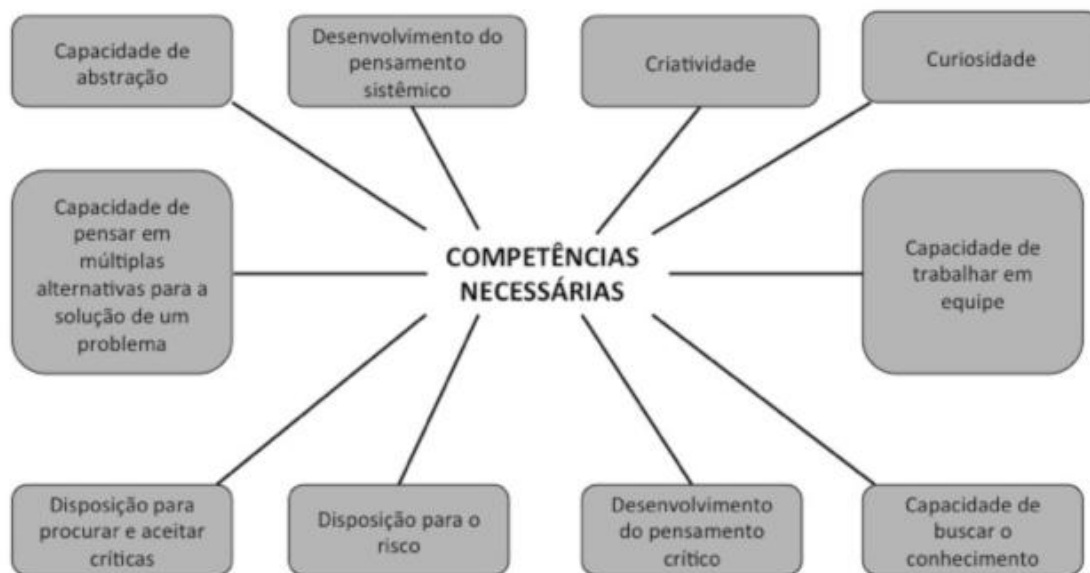 Capacidade de
abstração
Desenvolvimento do
pensamento
sistêmico
Criatividade
Curiosidade
Capacidade de
pensar em
múltiplas
alternativas para a
solução de um
problema
COMPETÊNCIAS
NECESSÁRIAS
Capacidade de
trabalhar em
equipe
Disposição para
procurar e aceitar
críticas
Disposição para o
risco
Desenvolvimento
do pensamento
crítico
Capacidade de
buscar o
conhecimento